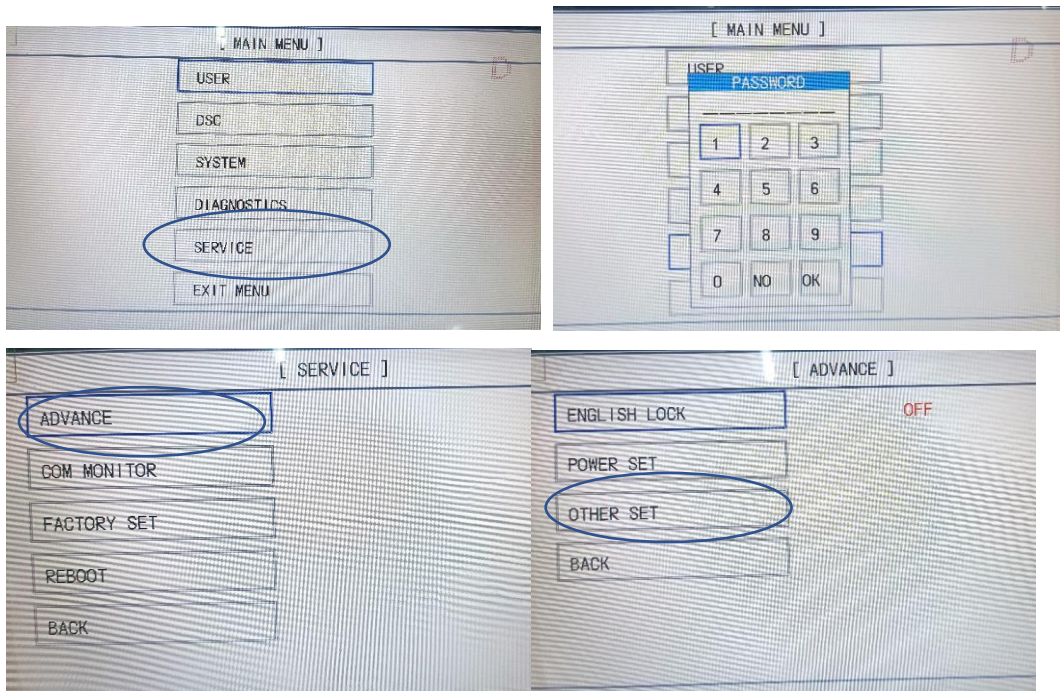 [ MAIN MENU ]
D
USER
DSC
SYSTEM
DIAGNOSTICS
SERVICE
EXIT MENU
[ MAIN MENU ]
D
USER
PASSWORD
1 2 3
4 5 6
7 8 9
0 NO OK
[ SERVICE ]
ADVANCE
COM MONITOR
FACTORY SET
REBOOT
BACK
[ ADVANCE ]
ENGLISH LOCK OFF
POWER SET
OTHER SET
BACK